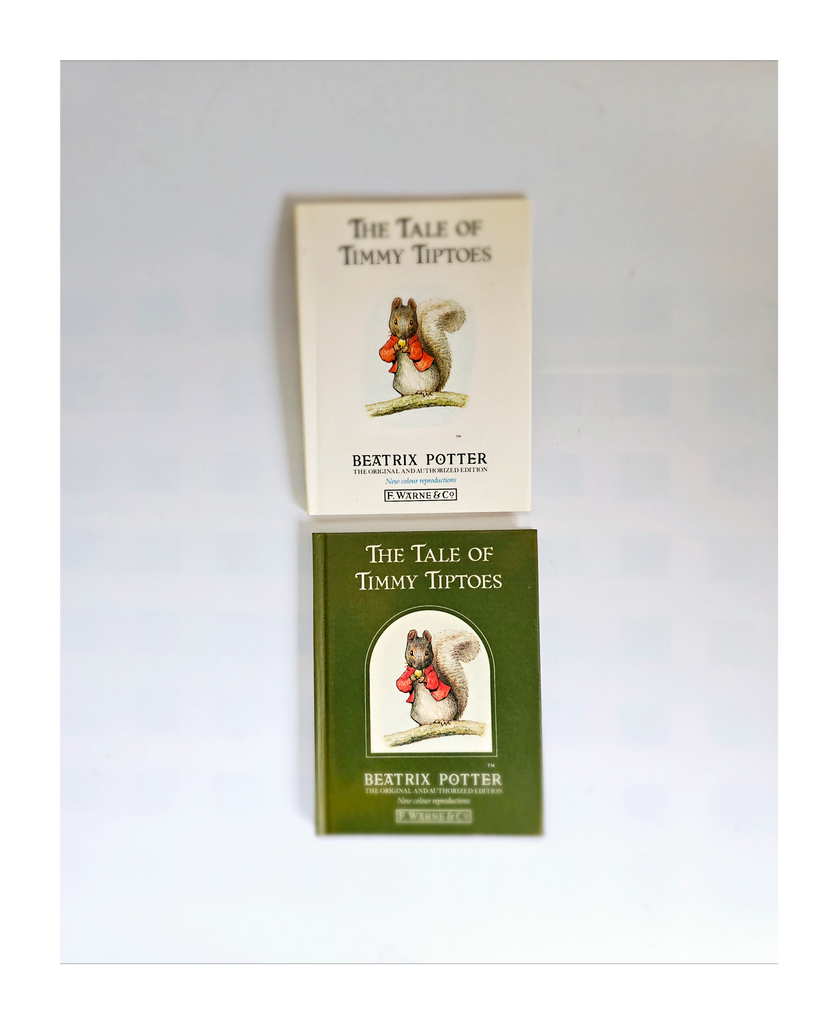 THE TALE OF
TIMMY TIPTOES
TM
BEATRIX POTTER
THE ORIGINAL AND AUTHORIZED EDITION
New colour reproductions
F. WARNE & Co
THE TALE OF
TIMMY TIPTOES
TM
BEATRIX POTTER
THE ORIGINAL AND AUTHORIZED EDITION
New colour reproductions
F. WARNE & Co